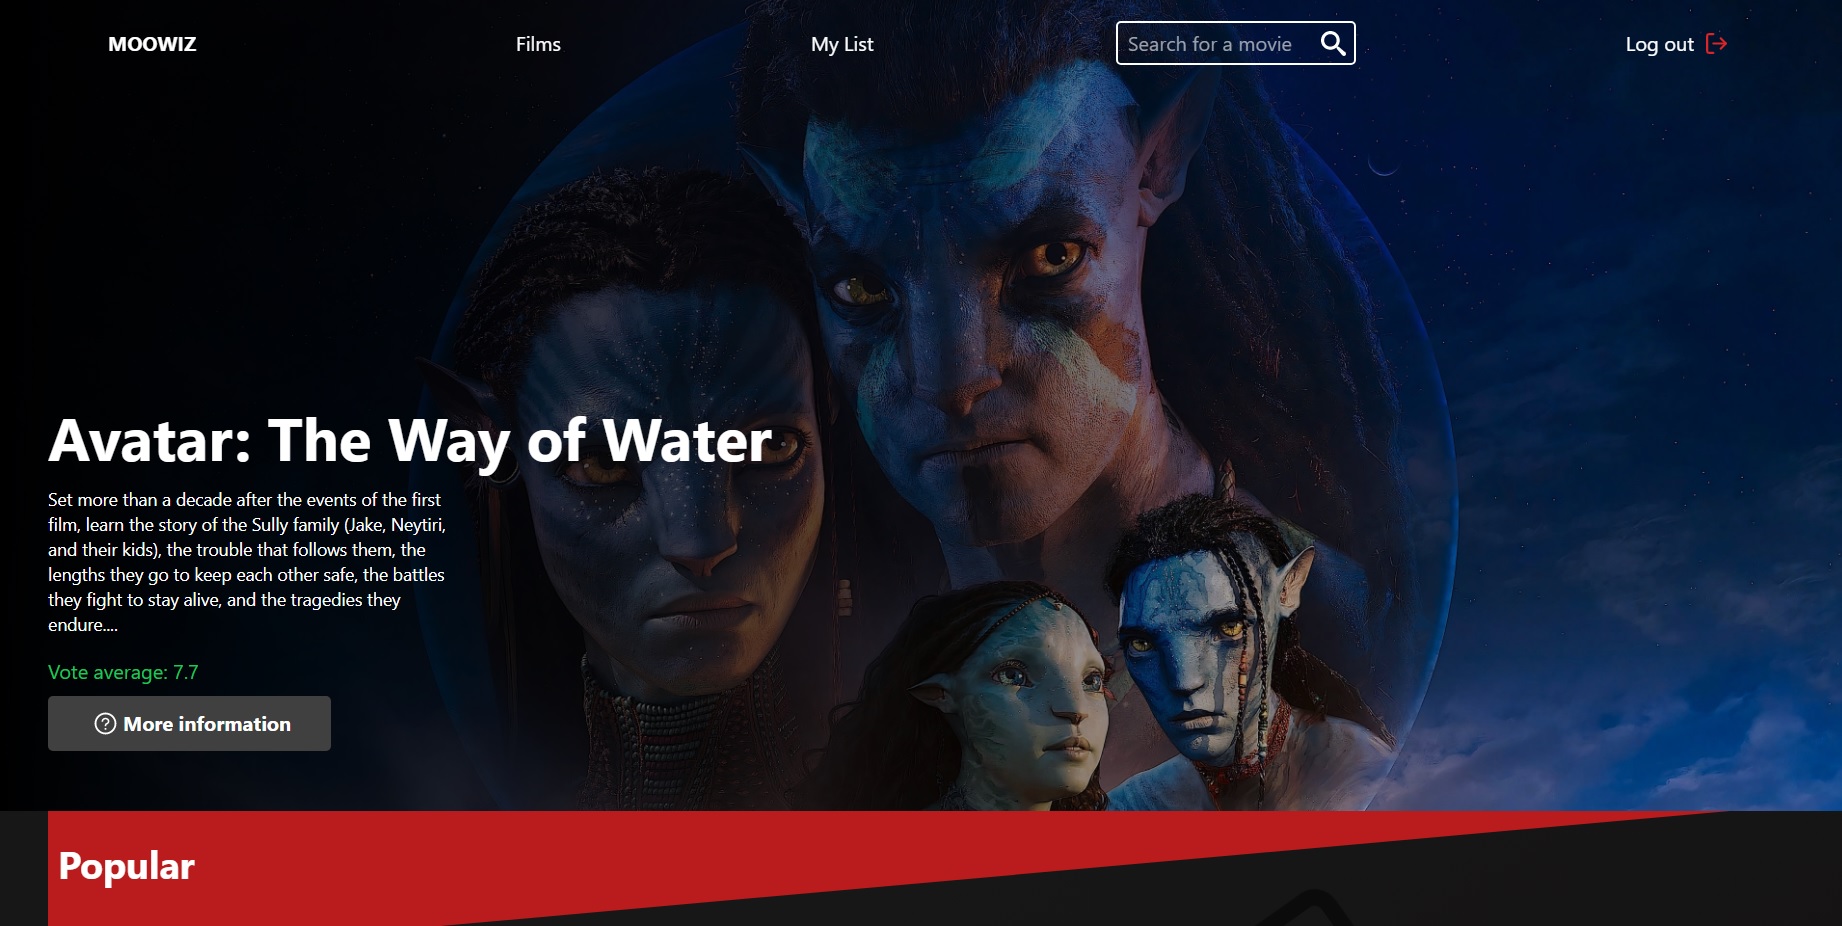 MOOWIZ
Films
My List
Search for a movie
Log out
Avatar: The Way of Water
Set more than a decade after the events of the first
film, learn the story of the Sully family (Jake, Neytiri,
and their kids), the trouble that follows them, the
lengths they go to keep each other safe, the battles
they fight to stay alive, and the tragedies they
endure....
Vote average: 7.7
More information
Popular